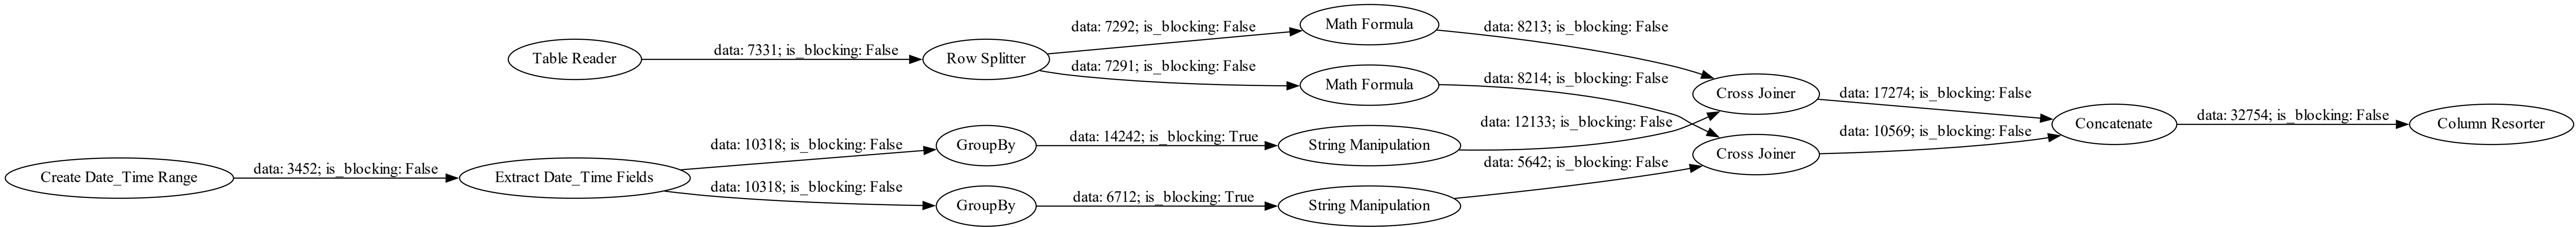 data: 7292; is_blocking: False
Math Formula
data: 8213; is_blocking: False
Table Reader
data: 7331; is_blocking: False
Row Splitter
data: 7291; is_blocking: False
Math Formula
data: 8214; is_blocking: False
Cross Joiner
data: 17274; is_blocking: False
Concatenate
data: 32754; is_blocking: False
Column Resorter
data: 10318; is_blocking: False
GroupBy
data: 14242; is_blocking: True
String Manipulation
data: 12133; is_blocking: False
Cross Joiner
data: 10569; is_blocking: False
Create Date_Time Range
data: 3452; is_blocking: False
Extract Date_Time Fields
data: 10318; is_blocking: False
GroupBy
data: 6712; is_blocking: True
String Manipulation
data: 5642; is_blocking: False